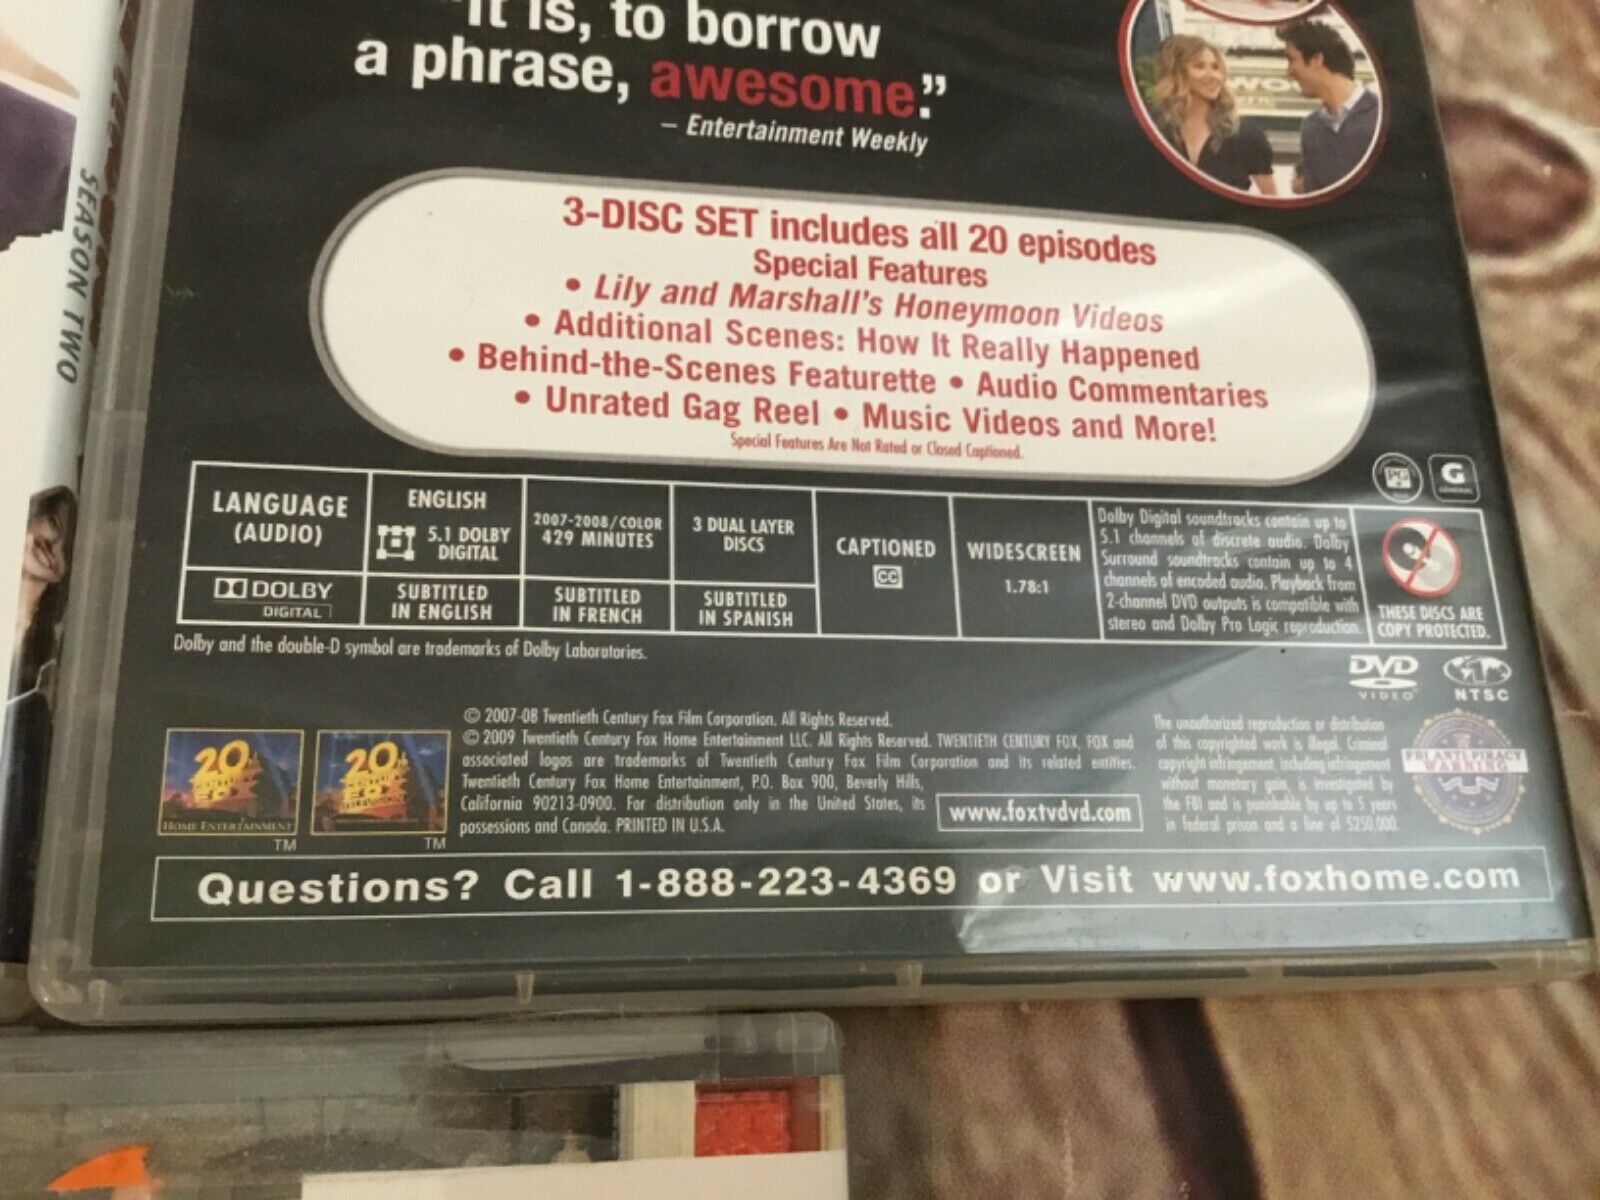 "It is, to borrow
a phrase, awesome."
– Entertainment Weekly
SEASON TWO
3-DISC SET includes all 20 episodes
Special Features
• Lily and Marshall's Honeymoon Videos
• Additional Scenes: How It Really Happened
• Behind-the-Scenes Featurette • Audio Commentaries
• Unrated Gag Reel • Music Videos and More!
Special Features Are Not Rated or Closed Captioned.
PG
G
GENERAL
LANGUAGE
(AUDIO)
ENGLISH
5.1 DOLBY
DIGITAL
2007-2008/COLOR
429 MINUTES
3 DUAL LAYER
DISCS
CAPTIONED
CC
WIDESCREEN
1.78:1
Dolby Digital soundtracks contain up to
5.1 channels of discrete audio. Dolby
Surround soundtracks contain up to 4
channels of encoded audio. Playback from
2-channel DVD outputs is compatible with
stereo and Dolby Pro Logic reproduction.
THESE DISCS ARE
COPY PROTECTED.
DOLBY
DIGITAL
SUBTITLED
IN ENGLISH
SUBTITLED
IN FRENCH
SUBTITLED
IN SPANISH
Dolby and the double-D symbol are trademarks of Dolby Laboratories.
DVD
VIDEO
NTSC
20th
CENTURY
FOX
HOME ENTERTAINMENT
TM
20th
CENTURY
FOX
TM
© 2007-08 Twentieth Century Fox Film Corporation. All Rights Reserved.
© 2009 Twentieth Century Fox Home Entertainment LLC. All Rights Reserved. TWENTIETH CENTURY FOX, FOX and
associated logos are trademarks of Twentieth Century Fox Film Corporation and its related entities.
Twentieth Century Fox Home Entertainment, P.O. Box 900, Beverly Hills,
California 90213-0900. For distribution only in the United States, its
possessions and Canada. PRINTED IN U.S.A.
www.foxtvdvd.com
The unauthorized reproduction or distribution
of this copyrighted work is illegal. Criminal
copyright infringement, including infringement
without monetary gain, is investigated by
the FBI and is punishable by up to 5 years
in federal prison and a fine of $250,000.
FBI ANTI-PIRACY
WARNING
Questions? Call 1-888-223-4369 or Visit www.foxhome.com